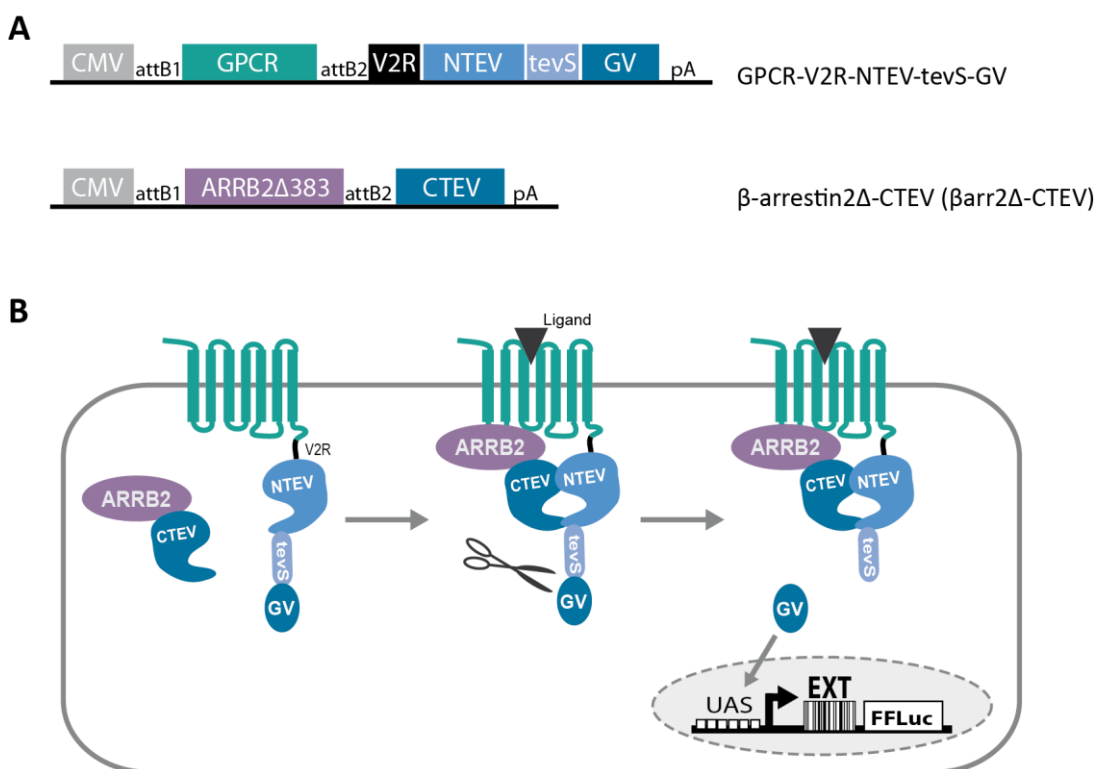 A
CMV attB1 GPCR attB2 V2R NTEV tevS GV pA
GPCR-V2R-NTEV-tevS-GV
CMV attB1 ARRB2Δ383 attB2 CTEV pA
β-arrestin2Δ-CTEV (βarr2Δ-CTEV)
B
Ligand
V2R
ARRB2
CTEV
NTEV
tevS
GV
ARRB2
CTEV NTEV
tevS
GV
ARRB2
CTEV NTEV
tevS
GV
UAS
EXT
FFLuc